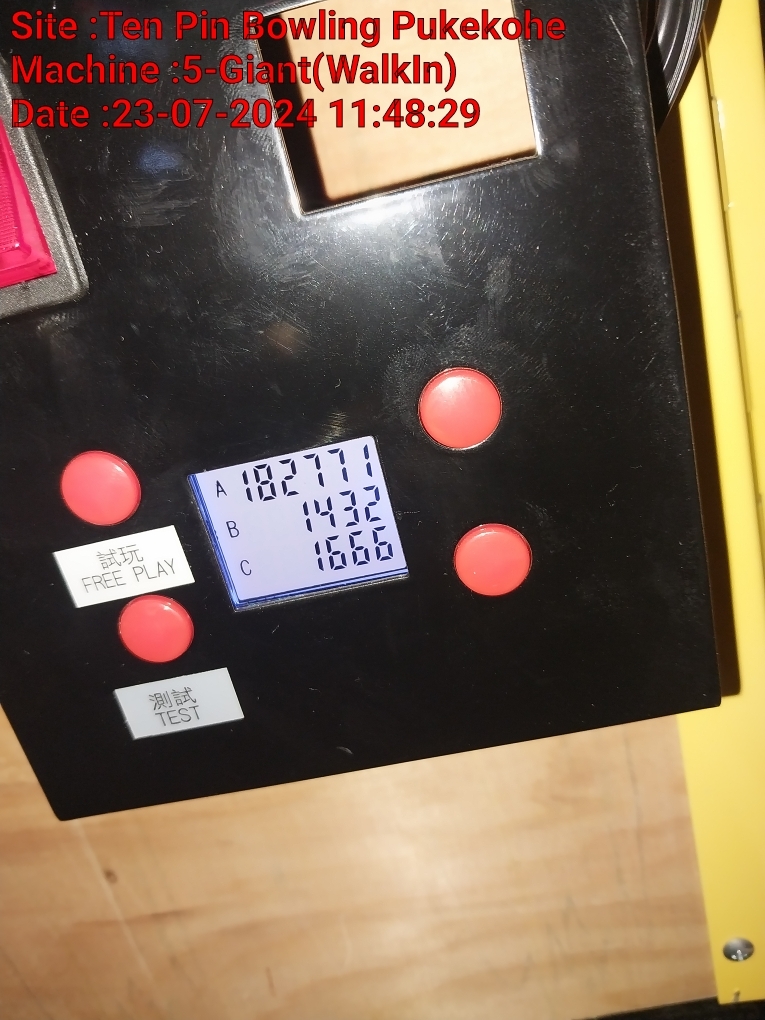 Site :Ten Pin Bowling Pukekohe
Machine :5-Giant(WalkIn)
Date :23-07-2024 11:48:29
A 182771
B 1432
C 1666
試玩
FREE PLAY
測試
TEST